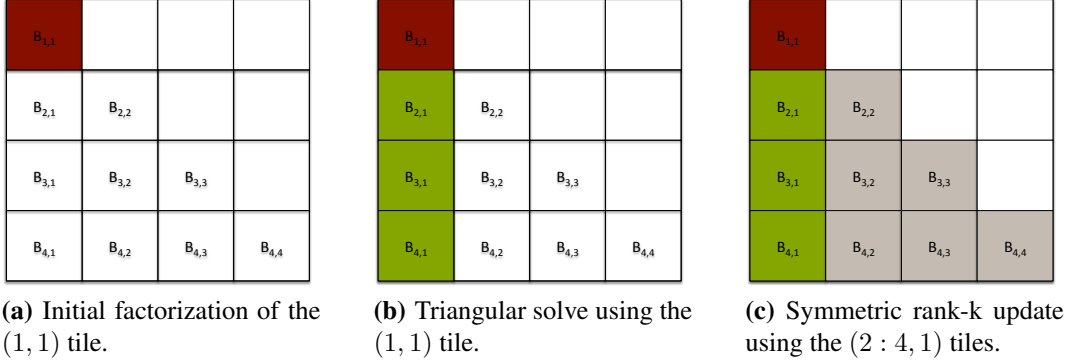 B1,1
B2,1 B2,2
B3,1 B3,2 B3,3
B4,1 B4,2 B4,3 B4,4
(a) Initial factorization of the
(1, 1) tile.
B1,1
B2,1 B2,2
B3,1 B3,2 B3,3
B4,1 B4,2 B4,3 B4,4
(b) Triangular solve using the
(1, 1) tile.
B1,1
B2,1 B2,2
B3,1 B3,2 B3,3
B4,1 B4,2 B4,3 B4,4
(c) Symmetric rank-k update
using the (2 : 4, 1) tiles.